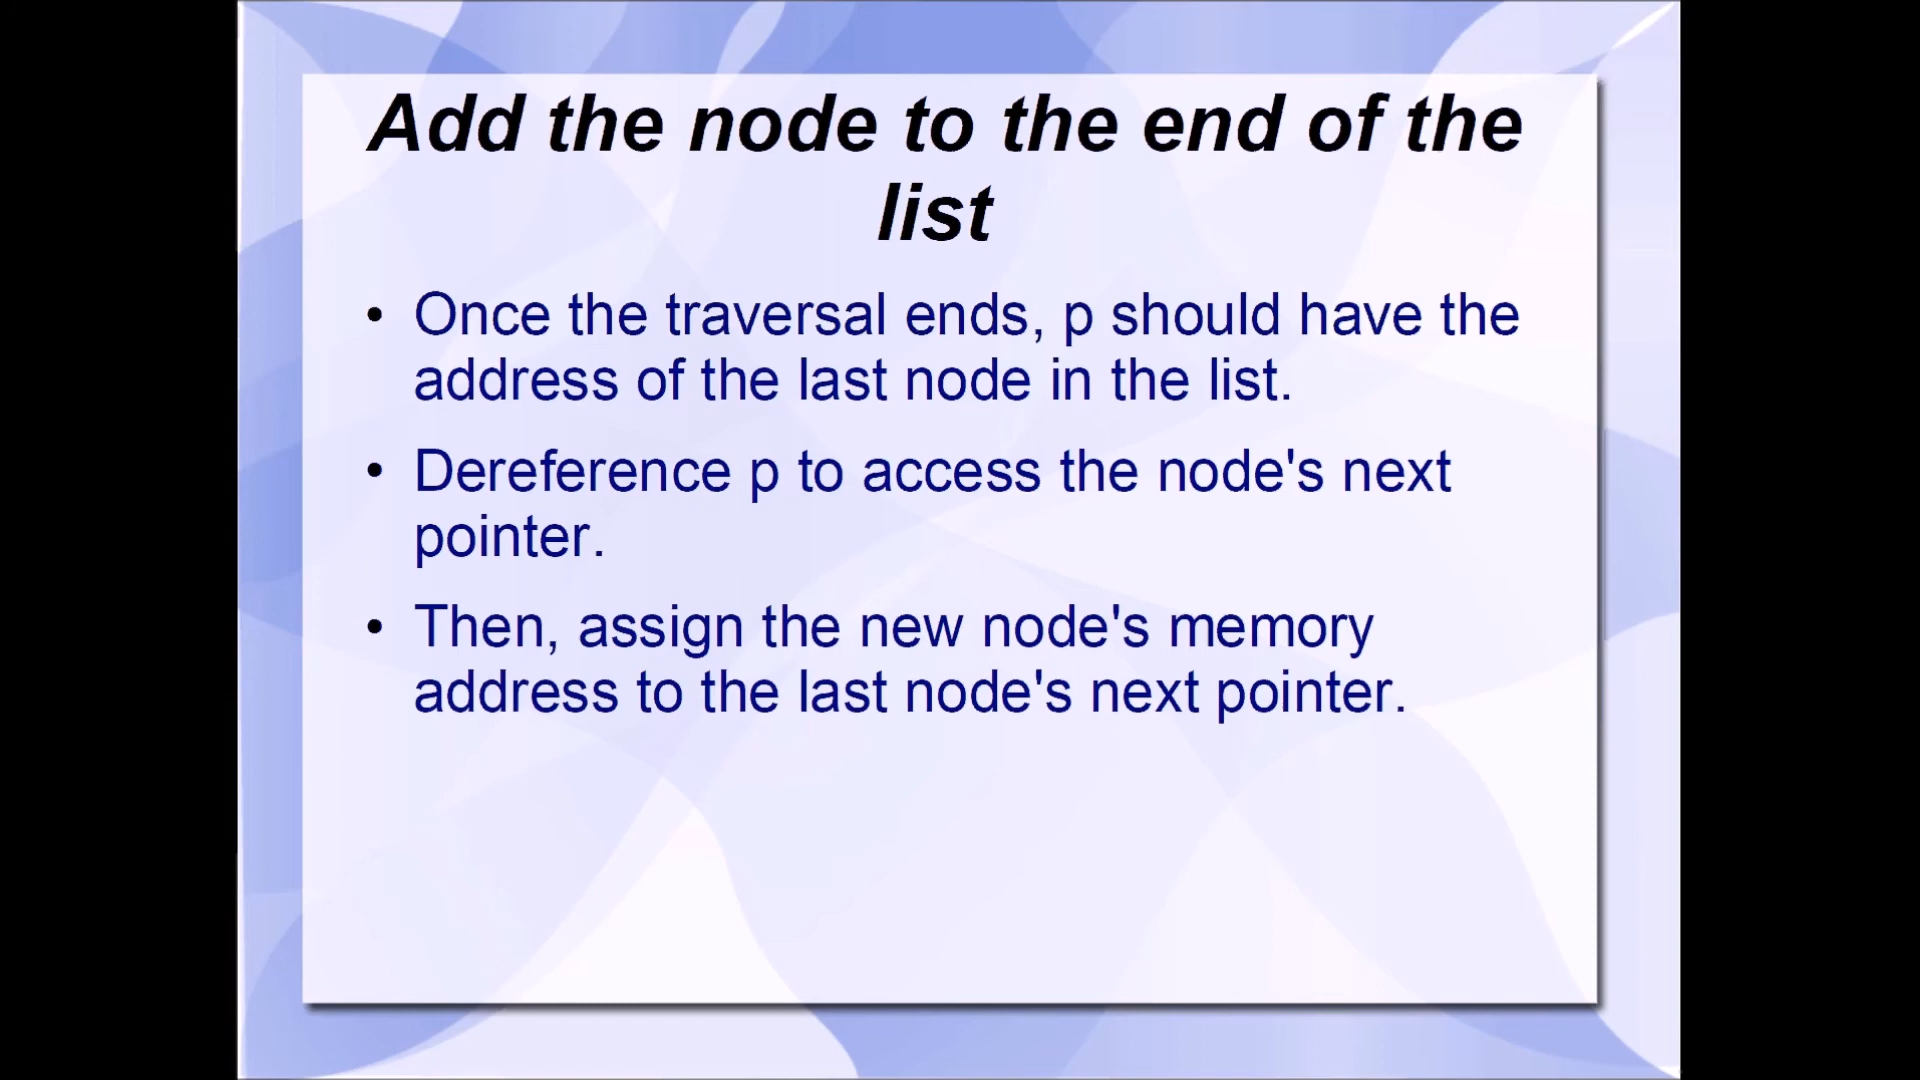 Add the node to the end of the
list
• Once the traversal ends, p should have the
address of the last node in the list.
• Dereference p to access the node's next
pointer.
• Then, assign the new node's memory
address to the last node's next pointer.